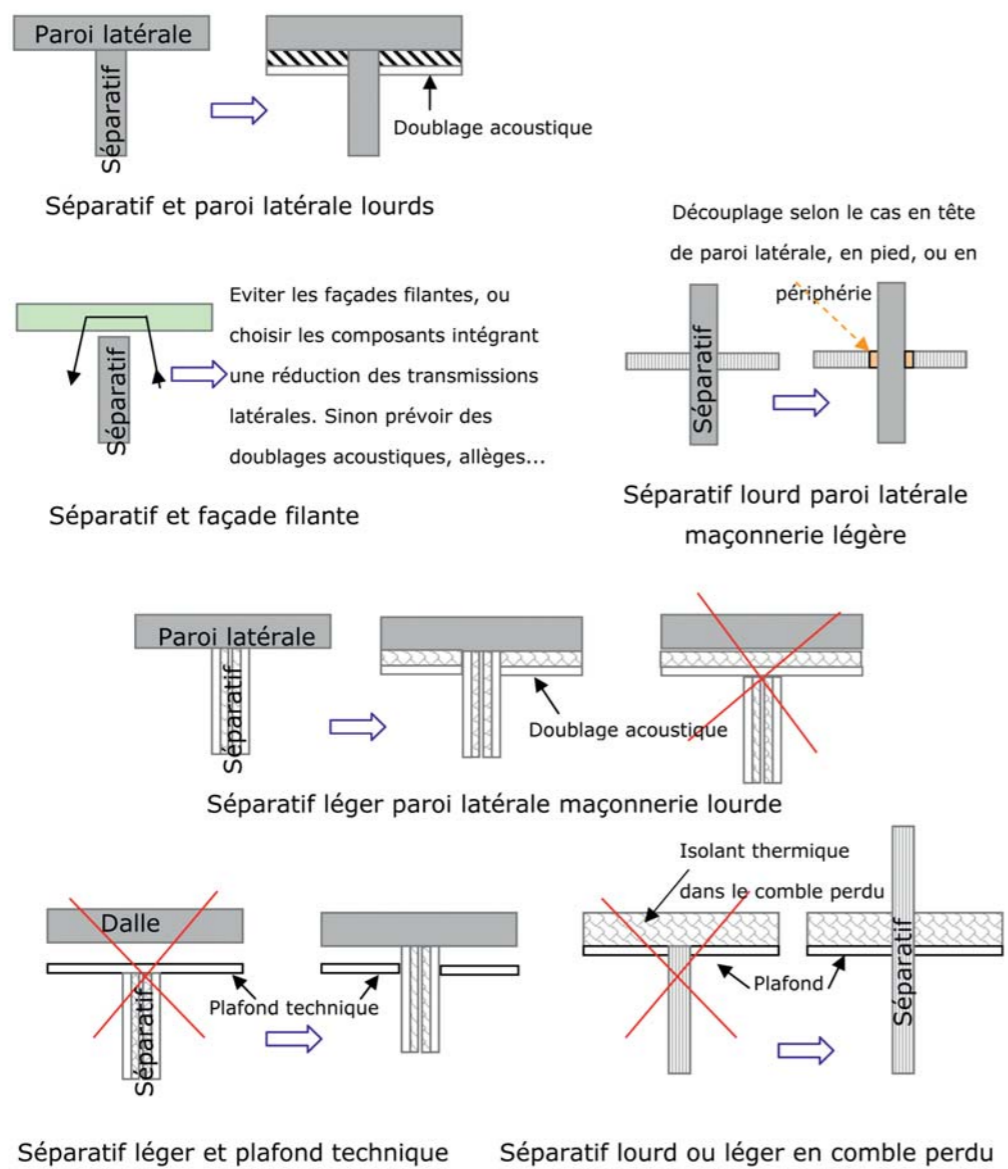 Paroi latérale
Séparatif
Doublage acoustique
Séparatif et paroi latérale lourds
Découplage selon le cas en tête
de paroi latérale, en pied, ou en
périphérie
Séparatif
Eviter les façades filantes, ou
choisir les composants intégrant
une réduction des transmissions
latérales. Sinon prévoir des
doublages acoustiques, allèges...
Séparatif et façade filante
Séparatif
Séparatif lourd paroi latérale
maçonnerie légère
Paroi latérale
Séparatif
Doublage acoustique
Séparatif léger paroi latérale maçonnerie lourde
Dalle
Plafond technique
Séparatif
Séparatif léger et plafond technique
Isolant thermique
dans le comble perdu
Plafond
Séparatif
Séparatif lourd ou léger en comble perdu